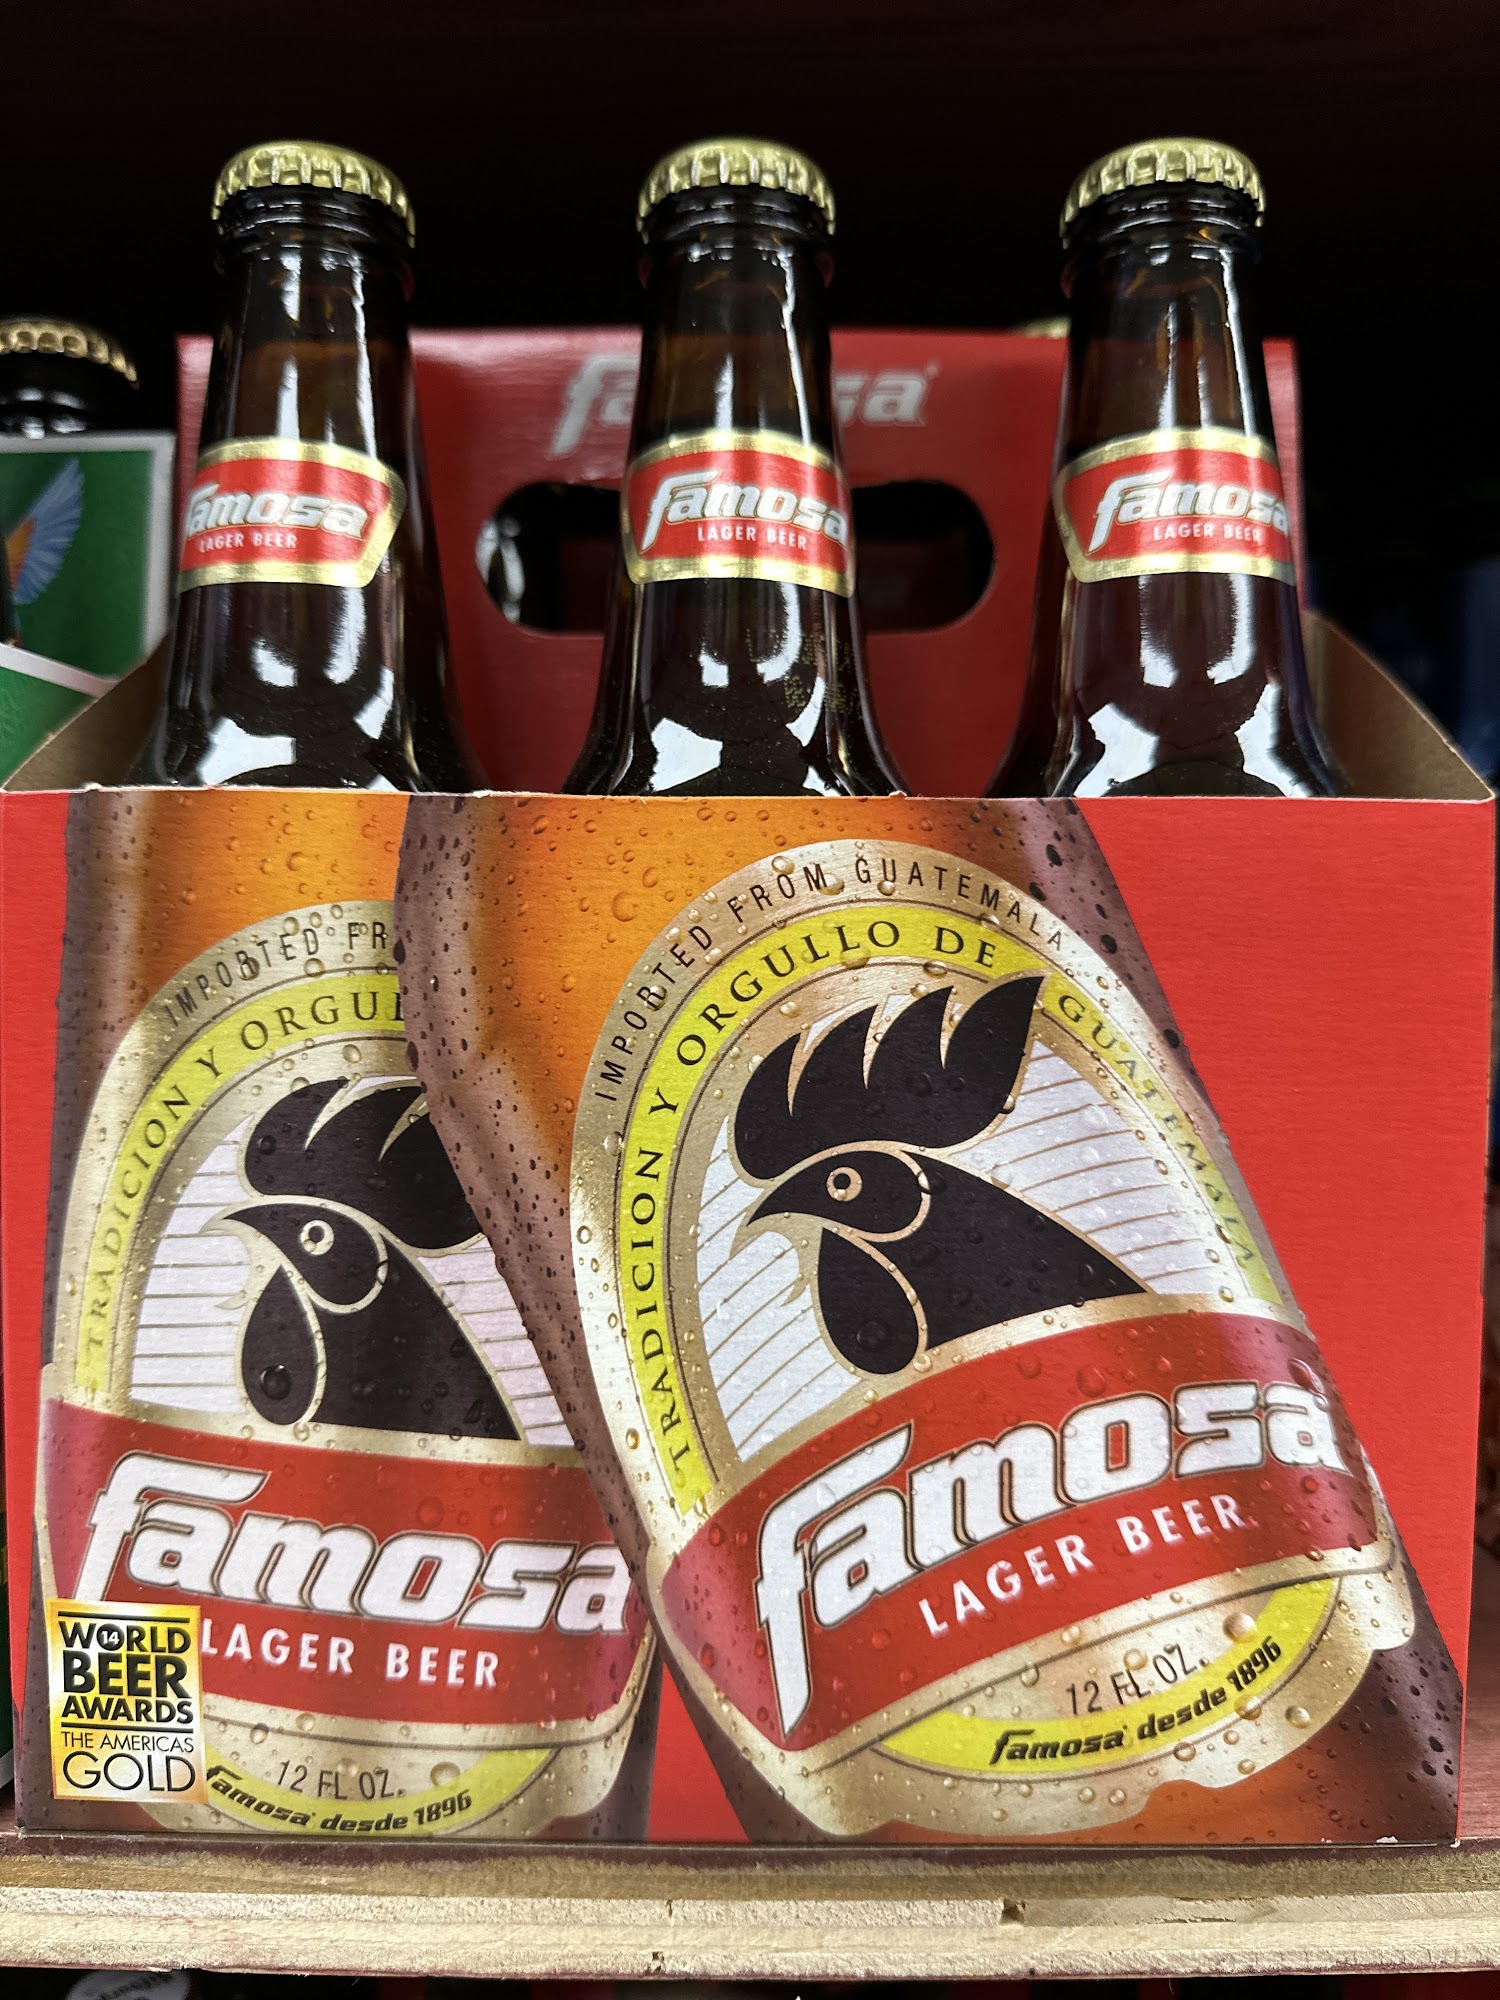 famosa
LAGER BEER
famosa
LAGER BEER
famosa
LAGER BEER
IMPORTED FR
TRADICION Y ORGUL
famosa
LAGER BEER
12 FL OZ.
famosa desde 1896
IMPORTED FROM GUATEMALA
TRADICION Y ORGULLO DE GUATEMALA
famosa
LAGER BEER
12 FL OZ.
famosa desde 1896
WORLD
14
BEER
AWARDS
THE AMERICAS
GOLD